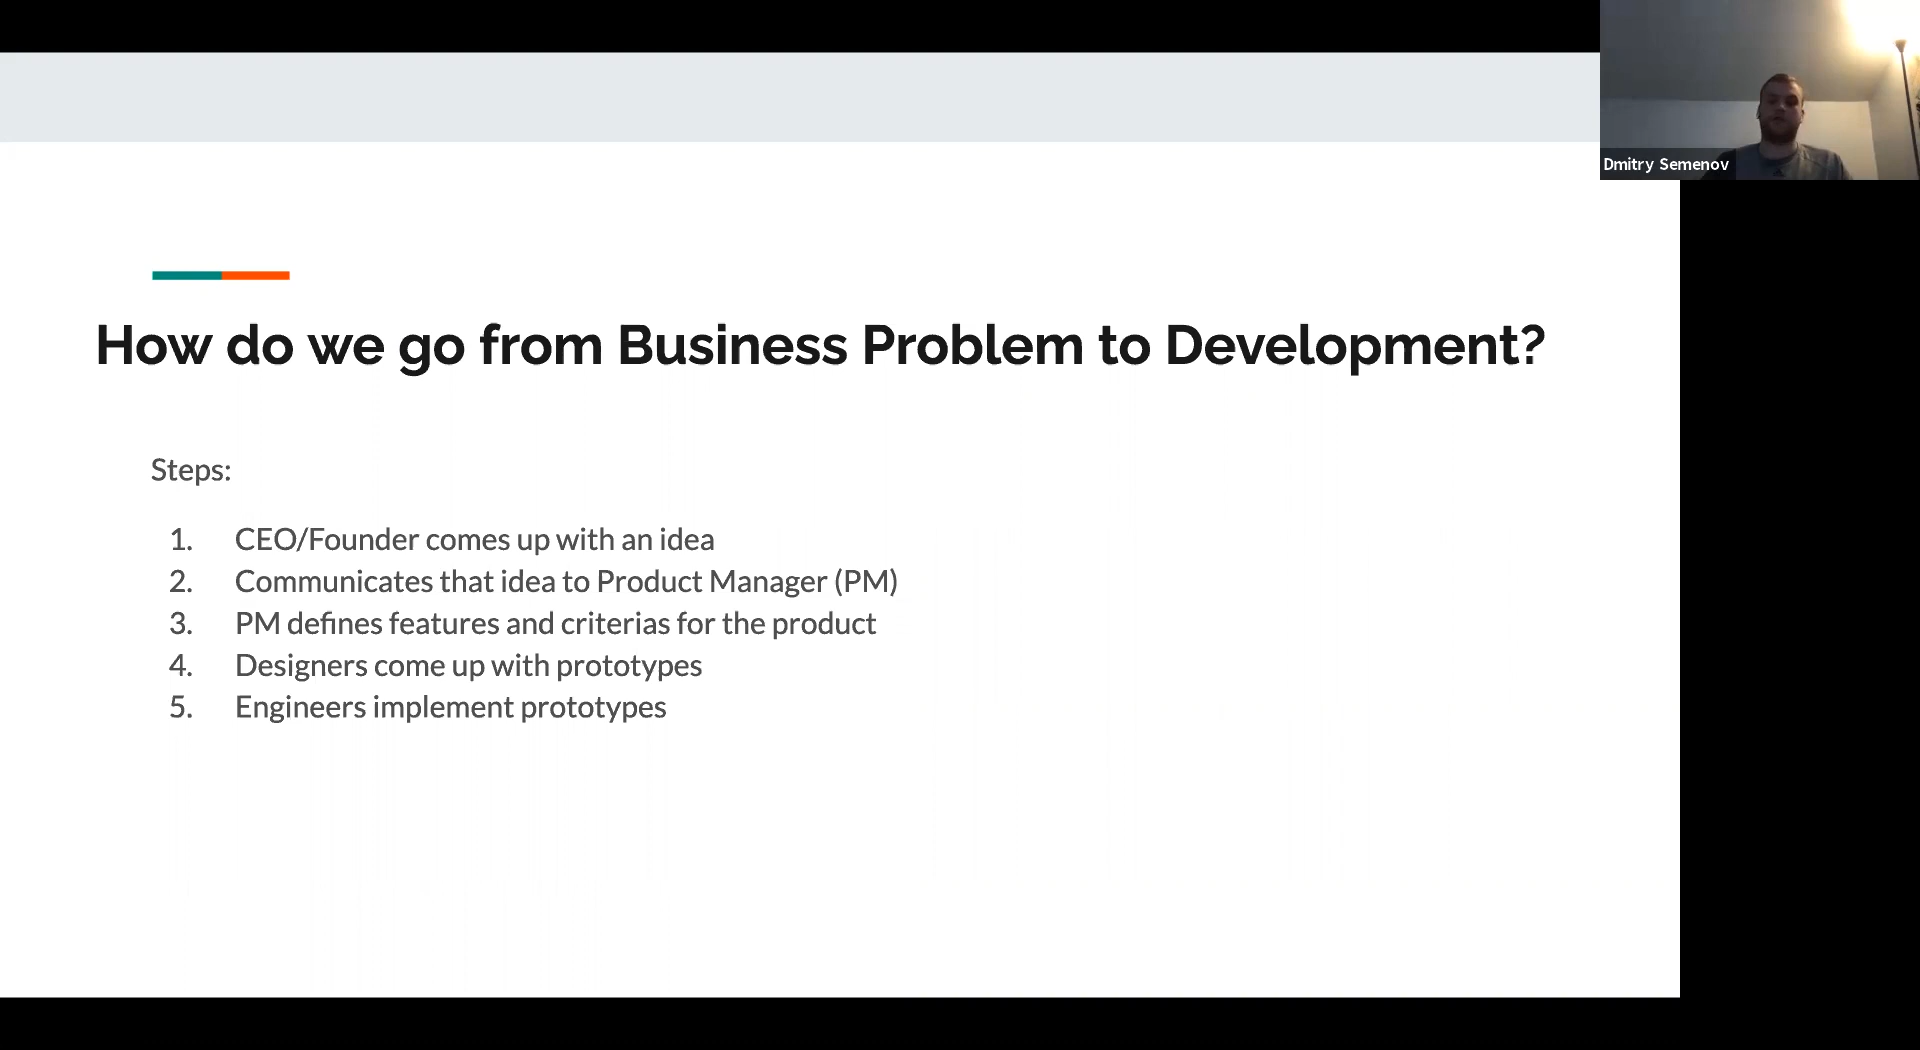 Dmitry Semenov
How do we go from Business Problem to Development?
Steps:
1. CEO/Founder comes up with an idea
2. Communicates that idea to Product Manager (PM)
3. PM defines features and criterias for the product
4. Designers come up with prototypes
5. Engineers implement prototypes